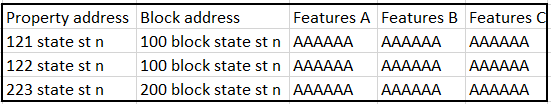 Property address Block address Features A Features B Features C
121 state st n 100 block state st n AAAAAA AAAAAA AAAAAA
122 state st n 100 block state st n AAAAAA AAAAAA AAAAAA
223 state st n 200 block state st n AAAAAA AAAAAA AAAAAA